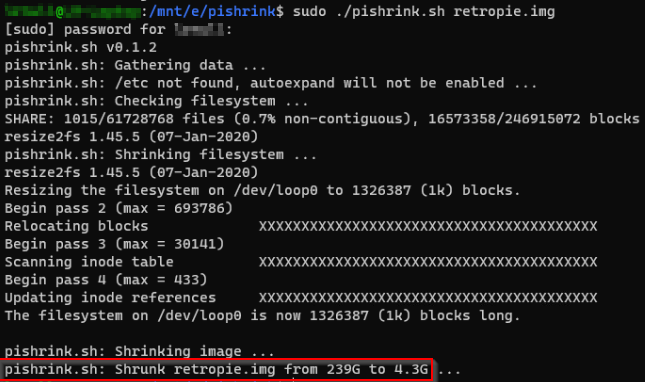 :/mnt/e/pishrink$ sudo ./pishrink.sh retropie.img
[sudo] password for :
pishrink.sh v0.1.2
pishrink.sh: Gathering data ...
pishrink.sh: /etc not found, autoexpand will not be enabled ...
pishrink.sh: Checking filesystem ...
SHARE: 1015/61728768 files (0.7% non-contiguous), 16573358/246915072 blocks
resize2fs 1.45.5 (07-Jan-2020)
pishrink.sh: Shrinking filesystem ...
resize2fs 1.45.5 (07-Jan-2020)
Resizing the filesystem on /dev/loop0 to 1326387 (1k) blocks.
Begin pass 2 (max = 693786)
Relocating blocks             XXXXXXXXXXXXXXXXXXXXXXXXXXXXXXXXXXXXXXXX
Begin pass 3 (max = 30141)
Scanning inode table          XXXXXXXXXXXXXXXXXXXXXXXXXXXXXXXXXXXXXXXX
Begin pass 4 (max = 433)
Updating inode references     XXXXXXXXXXXXXXXXXXXXXXXXXXXXXXXXXXXXXXXX
The filesystem on /dev/loop0 is now 1326387 (1k) blocks long.
pishrink.sh: Shrinking image ...
pishrink.sh: Shrunk retropie.img from 239G to 4.3G ...